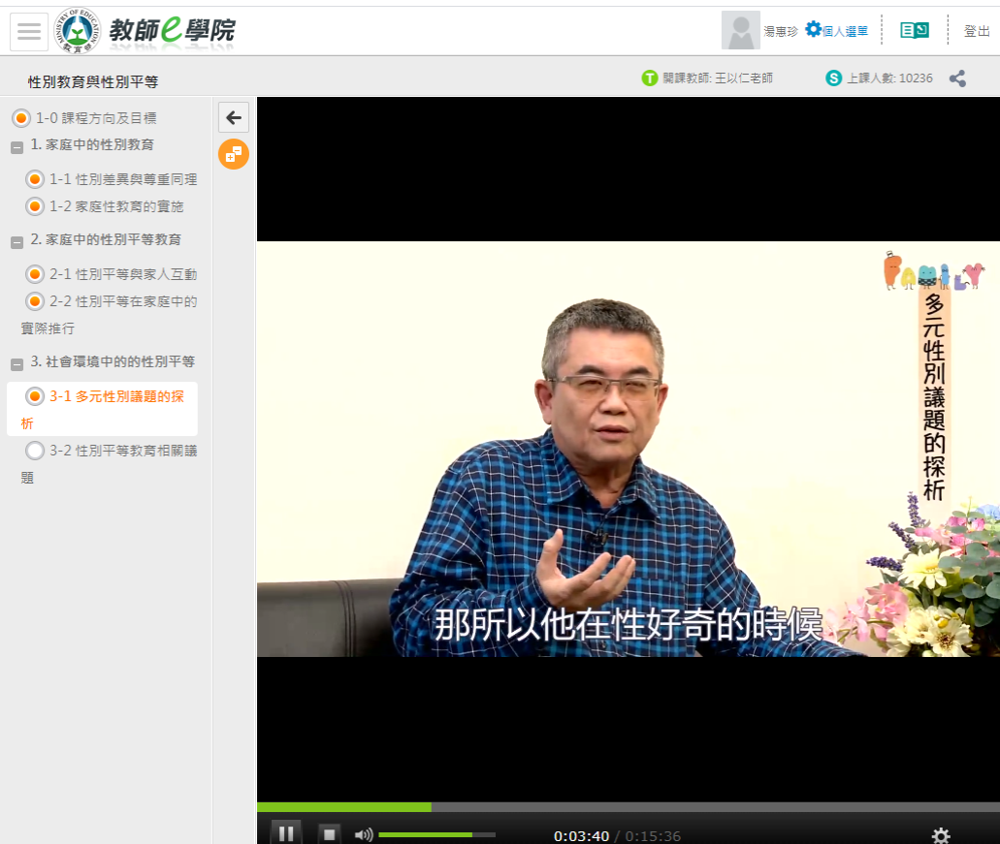 MINISTRY OF EDUCATION
教育部
教師e學院
湯惠珍
個人選單
登出
性別教育與性別平等
T 開課教師: 王以仁老師
S 上課人數: 10236
1-0 課程方向及目標
1. 家庭中的性別教育
1-1 性別差異與尊重同理
1-2 家庭性教育的實施
2. 家庭中的性別平等教育
2-1 性別平等與家人互動
2-2 性別平等在家庭中的
實際推行
3. 社會環境中的的性別平等
3-1 多元性別議題的探
析
3-2 性別平等教育相關議
題
FAMILY
多元性別議題的探析
那所以他在性好奇的時候
0:03:40 / 0:15:36